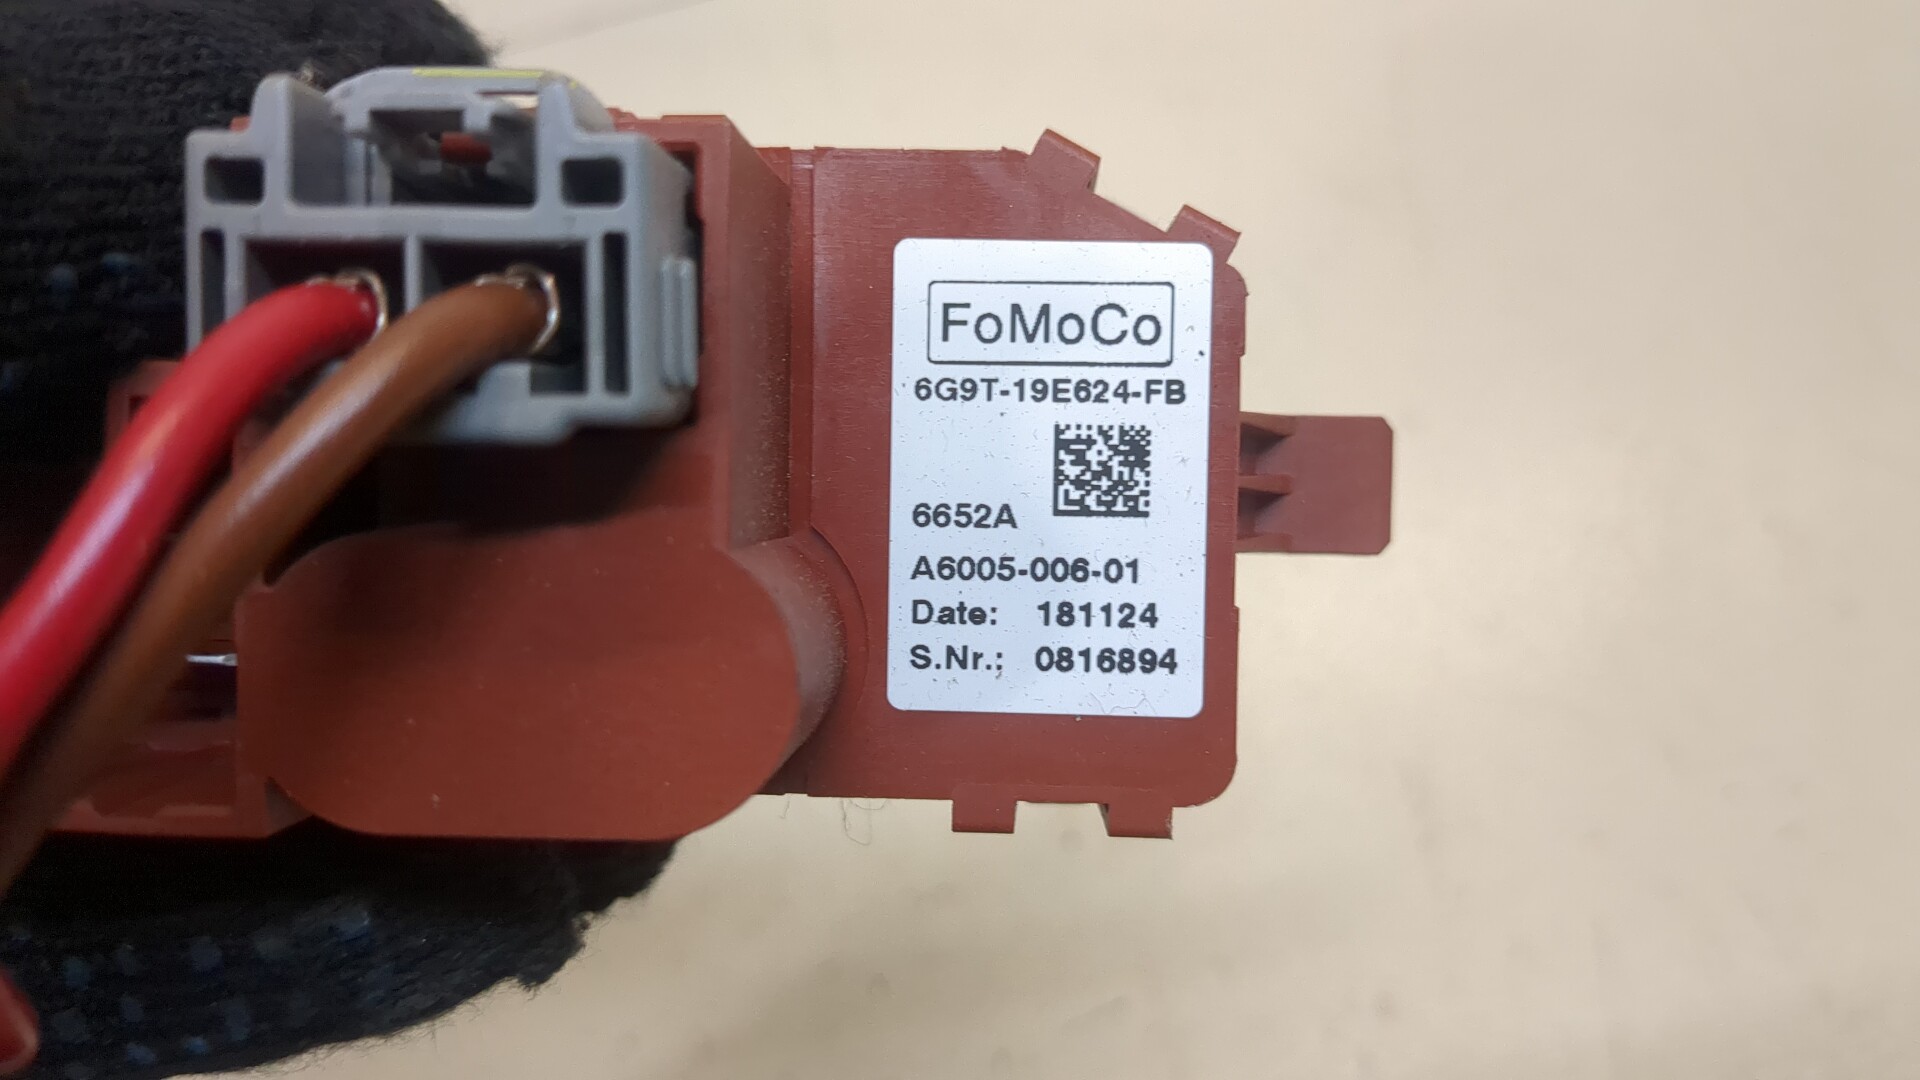 FoMoCo
6G9T-19E624-FB
6652A
A6005-006-01
Date: 181124
S.Nr.: 0816894